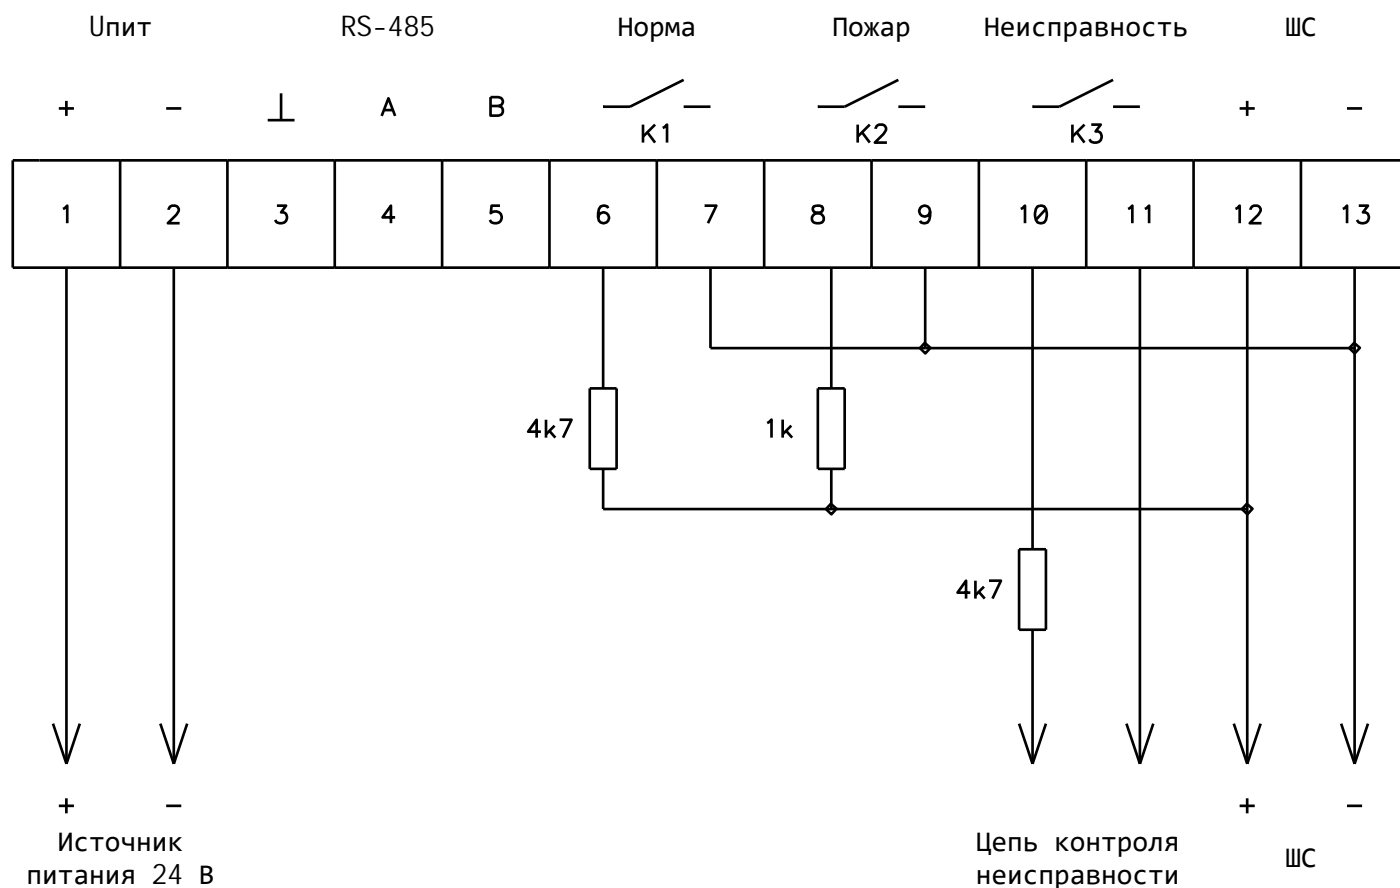 Uпит RS-485 Норма Пожар Неисправность ШС
+ − ⊥ A B + −
K1 K2 K3
1 2 3 4 5 6 7 8 9 10 11 12 13
4k7 1k
4k7
+ − + −
Источник Цепь контроля ШС
питания 24 В неисправности